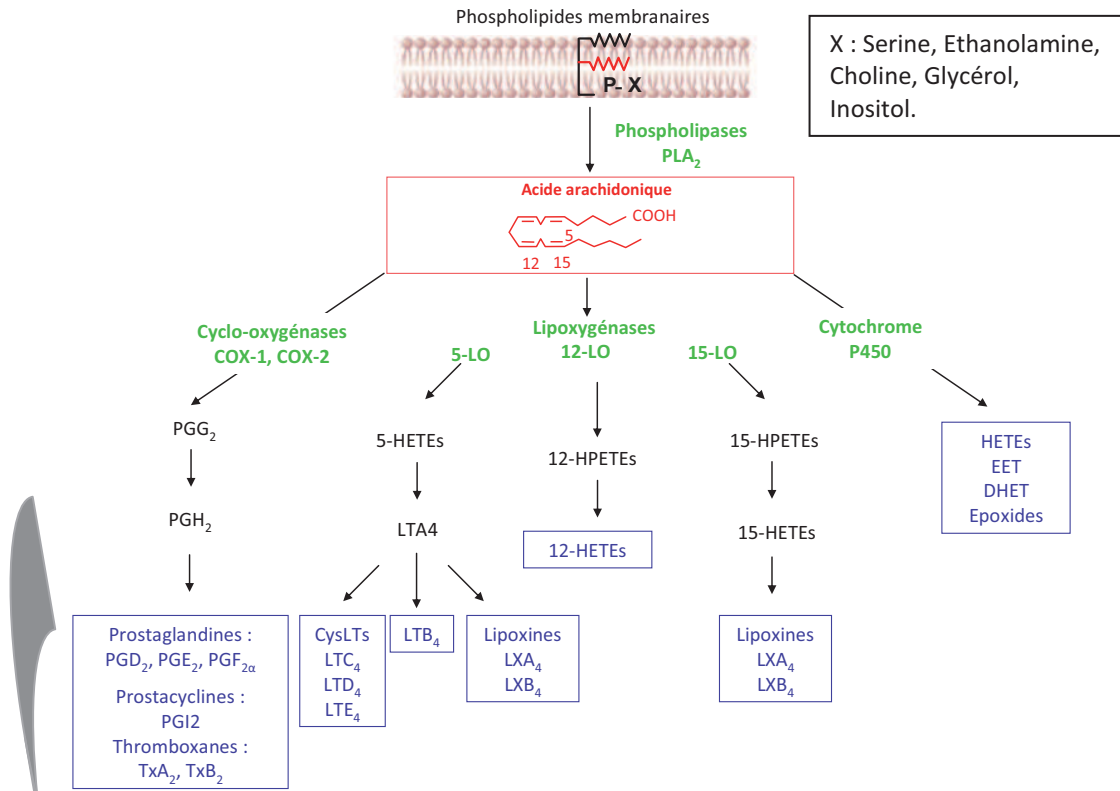 Phospholipides membranaires
P- X
X : Serine, Ethanolamine,
Choline, Glycérol,
Inositol.
Phospholipases
PLA₂
Acide arachidonique
COOH
5
12 15
Cyclo-oxygénases
COX-1, COX-2
5-LO
Lipoxygénases
12-LO
15-LO
Cytochrome
P450
PGG₂
PGH₂
Prostaglandines :
PGD₂, PGE₂, PGF₂α
Prostacyclines :
PGI2
Thromboxanes :
TxA₂, TxB₂
5-HETEs
LTA4
CysLTs
LTC₄
LTD₄
LTE₄
LTB₄
Lipoxines
LXA₄
LXB₄
12-HPETEs
12-HETEs
15-HPETEs
15-HETEs
Lipoxines
LXA₄
LXB₄
HETEs
EET
DHET
Epoxides